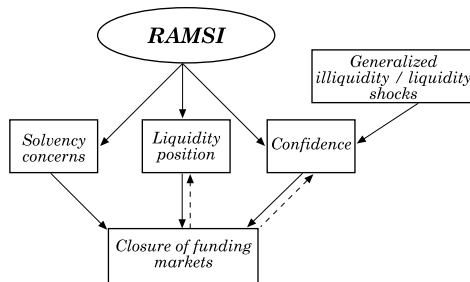 RAMSI
Generalized
illiquidity / liquidity
shocks
Solvency
concerns
Liquidity
position
Confidence
Closure of funding
markets